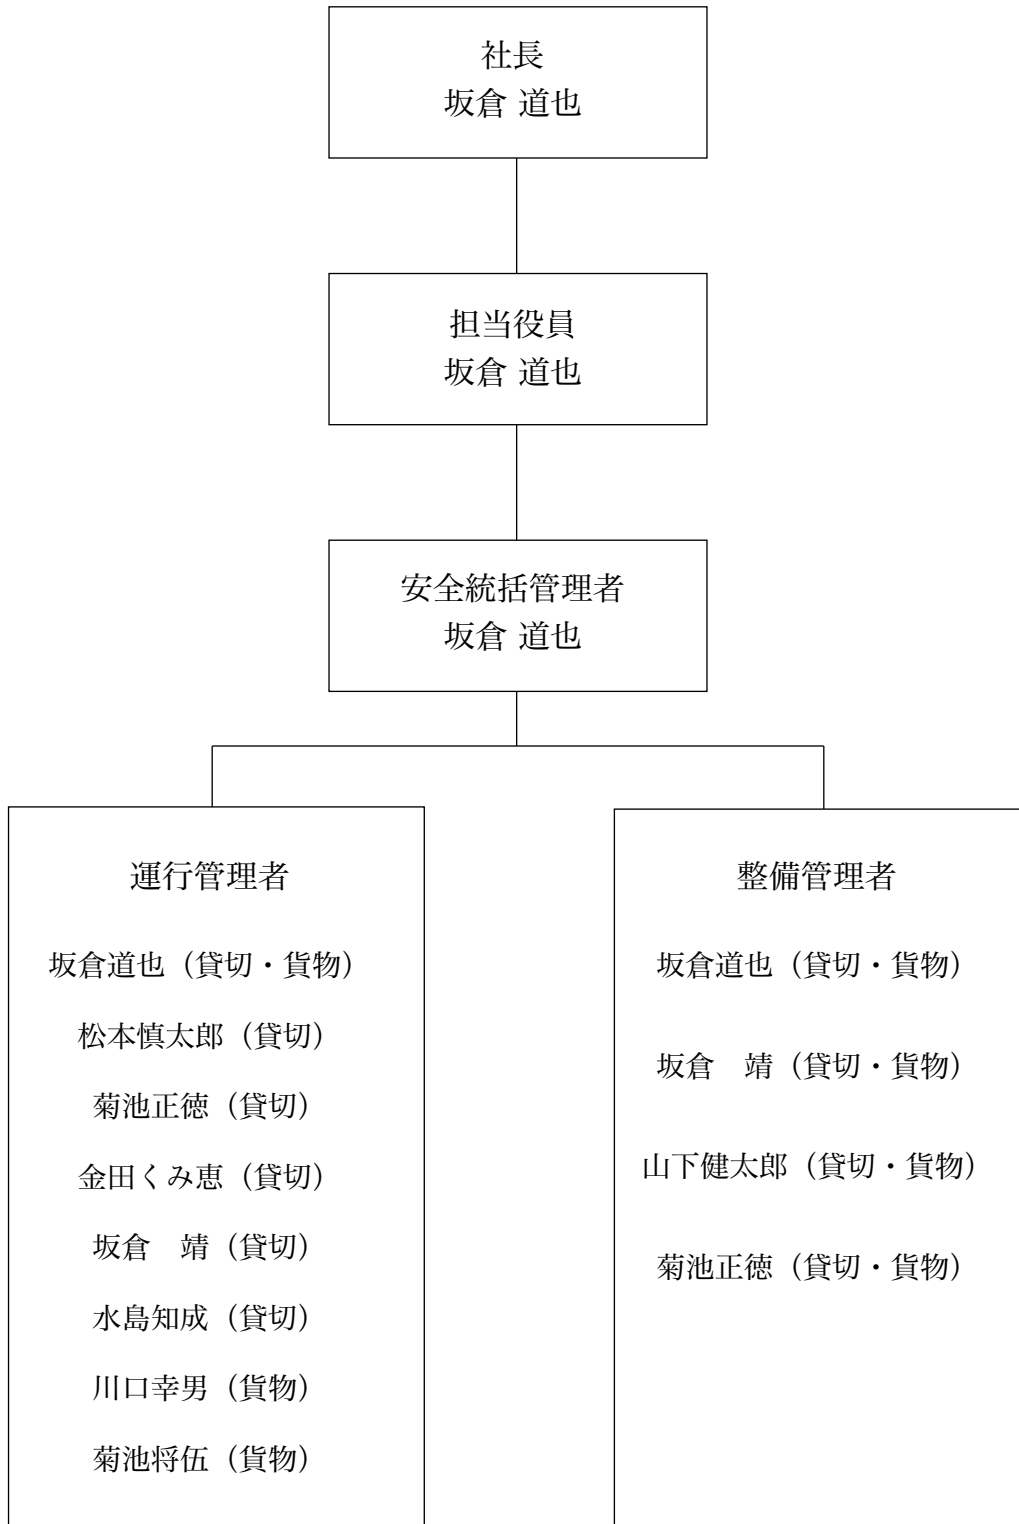 社長
坂倉 道也
担当役員
坂倉 道也
安全統括管理者
坂倉 道也
運行管理者
坂倉道也（貸切・貨物）
松本慎太郎（貸切）
菊池正徳（貸切）
金田くみ恵（貸切）
坂倉　靖（貸切）
水島知成（貸切）
川口幸男（貨物）
菊池将伍（貨物）
整備管理者
坂倉道也（貸切・貨物）
坂倉　靖（貸切・貨物）
山下健太郎（貸切・貨物）
菊池正徳（貸切・貨物）